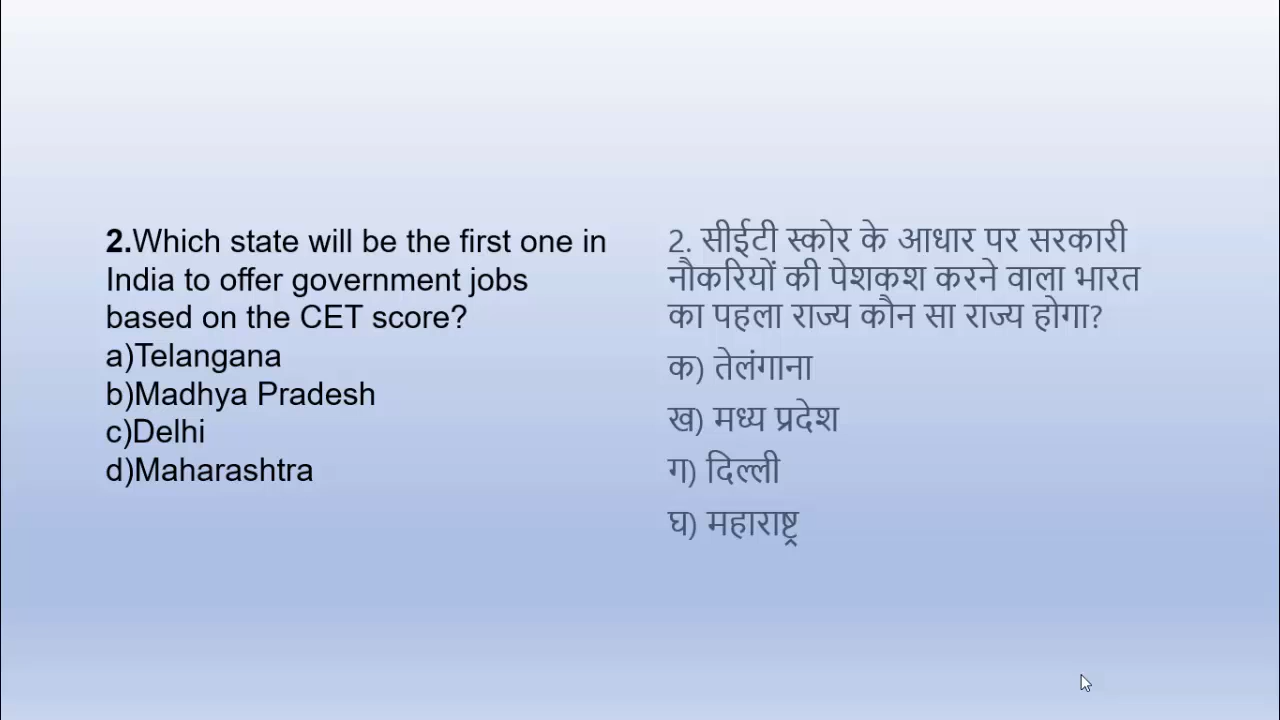 2.Which state will be the first one in
India to offer government jobs
based on the CET score?
a)Telangana
b)Madhya Pradesh
c)Delhi
d)Maharashtra
2. सीईटी स्कोर के आधार पर सरकारी
नौकरियों की पेशकश करने वाला भारत
का पहला राज्य कौन सा राज्य होगा?
क) तेलंगाना
ख) मध्य प्रदेश
ग) दिल्ली
घ) महाराष्ट्र